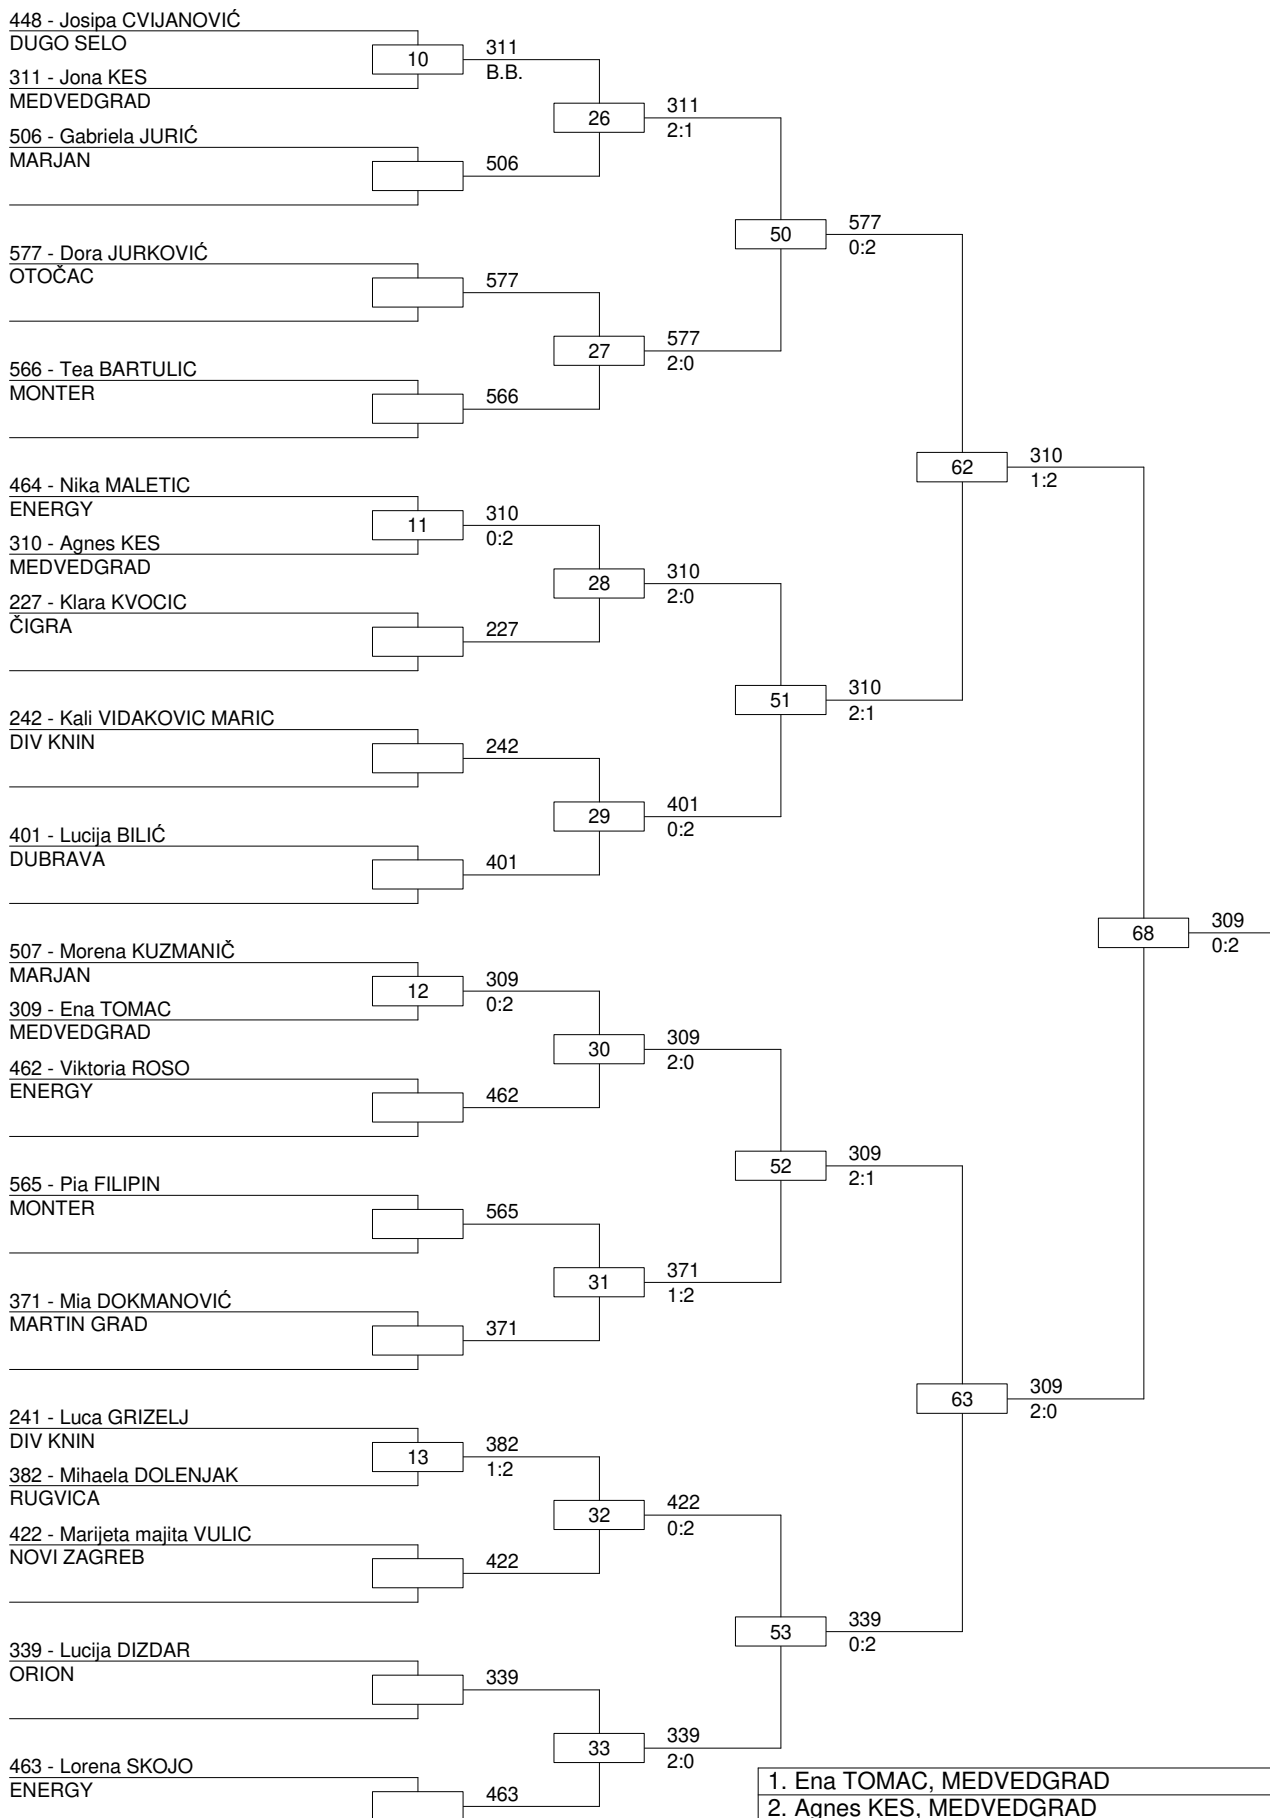 448 - Josipa CVIJANOVIĆ
DUGO SELO
10
311
B.B.
311 - Jona KES
MEDVEDGRAD
26
311
2:1
506 - Gabriela JURIĆ
MARJAN
506
50
577
0:2
577 - Dora JURKOVIĆ
OTOČAC
577
27
577
2:0
566 - Tea BARTULIC
MONTER
566
62
310
1:2
464 - Nika MALETIC
ENERGY
11
310
0:2
310 - Agnes KES
MEDVEDGRAD
28
310
2:0
227 - Klara KVOCIC
ČIGRA
227
51
310
2:1
242 - Kali VIDAKOVIC MARIC
DIV KNIN
242
29
401
0:2
401 - Lucija BILIĆ
DUBRAVA
401
68
309
0:2
507 - Morena KUZMANIČ
MARJAN
12
309
0:2
309 - Ena TOMAC
MEDVEDGRAD
30
309
2:0
462 - Viktoria ROSO
ENERGY
462
52
309
2:1
565 - Pia FILIPIN
MONTER
565
31
371
1:2
371 - Mia DOKMANOVIĆ
MARTIN GRAD
371
63
309
2:0
241 - Luca GRIZELJ
DIV KNIN
13
382
1:2
382 - Mihaela DOLENJAK
RUGVICA
32
422
0:2
422 - Marijeta majita VULIC
NOVI ZAGREB
422
53
339
0:2
339 - Lucija DIZDAR
ORION
339
33
339
2:0
463 - Lorena SKOJO
ENERGY
463
1. Ena TOMAC, MEDVEDGRAD
2. Agnes KES, MEDVEDGRAD